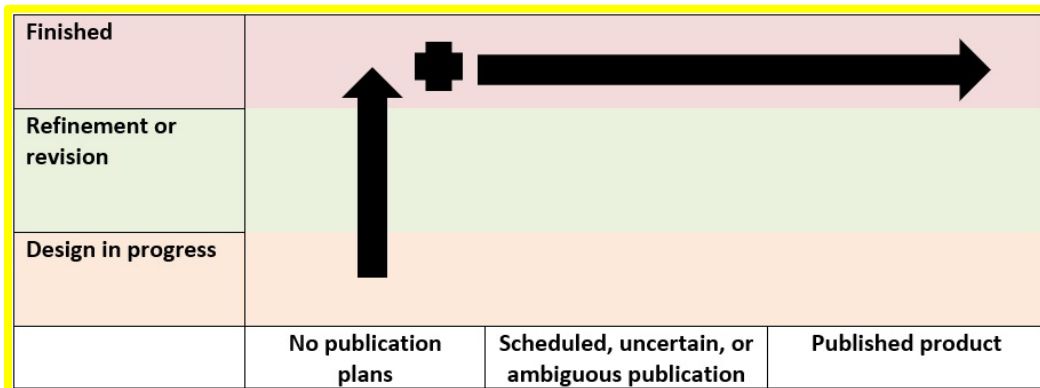 Finished
Refinement or
revision
Design in progress
No publication
plans
Scheduled, uncertain, or
ambiguous publication
Published product